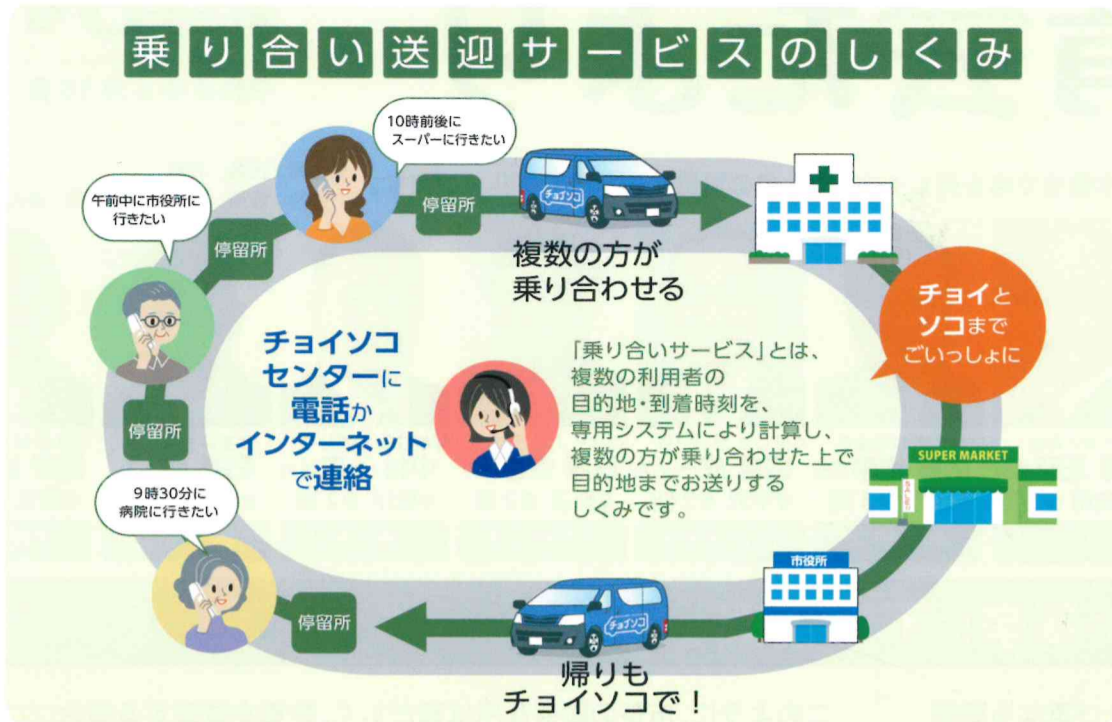 乗り合い送迎サービスのしくみ
10時前後に
スーパーに行きたい
午前中に市役所に
行きたい
停留所
停留所
チョイソコ
複数の方が
乗り合わせる
チョイと
ソコまで
ごいっしょに
チョイソコ
センターに
電話か
インターネット
で連絡
「乗り合いサービス」とは、
複数の利用者の
目的地・到着時刻を、
専用システムにより計算し、
複数の方が乗り合わせた上で
目的地までお送りする
しくみです。
停留所
9時30分に
病院に行きたい
SUPER MARKET
市役所
停留所
チョイソコ
帰りも
チョイソコで！